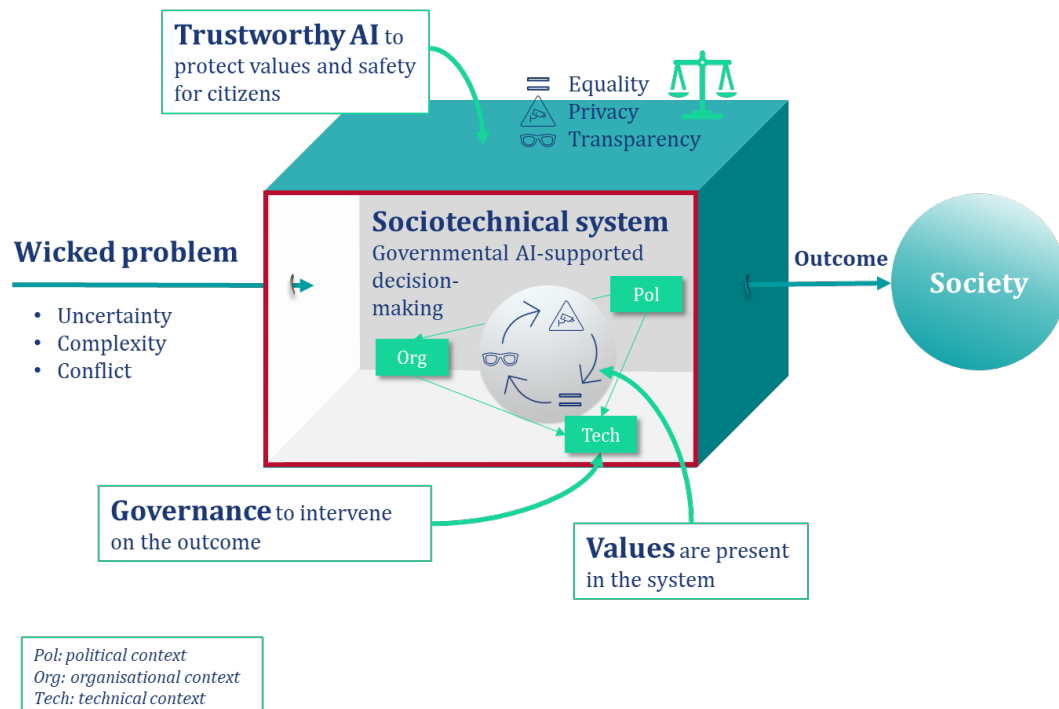 Trustworthy AI to
protect values and safety
for citizens
Equality
Privacy
Transparency
Wicked problem
• Uncertainty
• Complexity
• Conflict
Sociotechnical system
Governmental AI-supported
decision-
making
Pol
Org
Tech
Outcome
Society
Governance to intervene
on the outcome
Values are present
in the system
Pol: political context
Org: organisational context
Tech: technical context